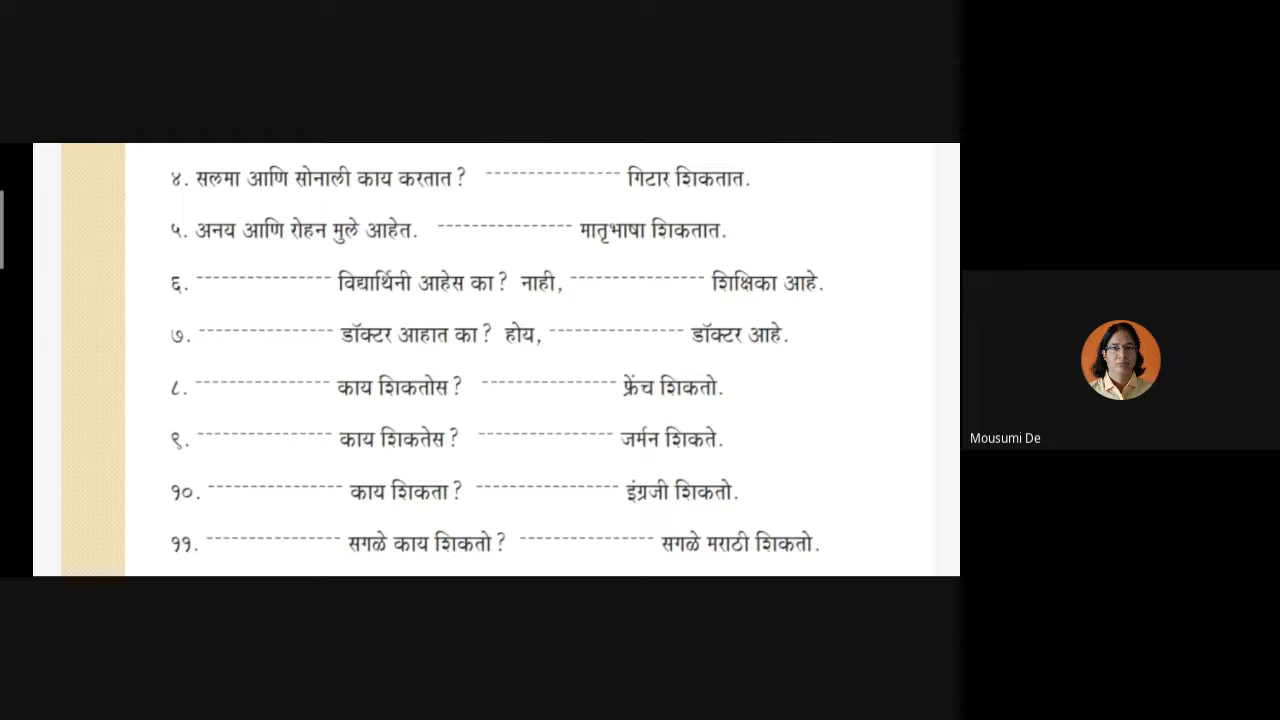 ४. सलमा आणि सोनाली काय करतात? --------------- गिटार शिकतात.
५. अनय आणि रोहन मुले आहेत. --------------- मातृभाषा शिकतात.
६. --------------- विद्यार्थिनी आहेस का? नाही, --------------- शिक्षिका आहे.
७. --------------- डॉक्टर आहात का? होय, --------------- डॉक्टर आहे.
८. --------------- काय शिकतोस? --------------- फ्रेंच शिकतो.
९. --------------- काय शिकतेस? --------------- जर्मन शिकते.
१०. --------------- काय शिकता? --------------- इंग्रजी शिकतो.
११. --------------- सगळे काय शिकतो? --------------- सगळे मराठी शिकतो.
Mousumi De